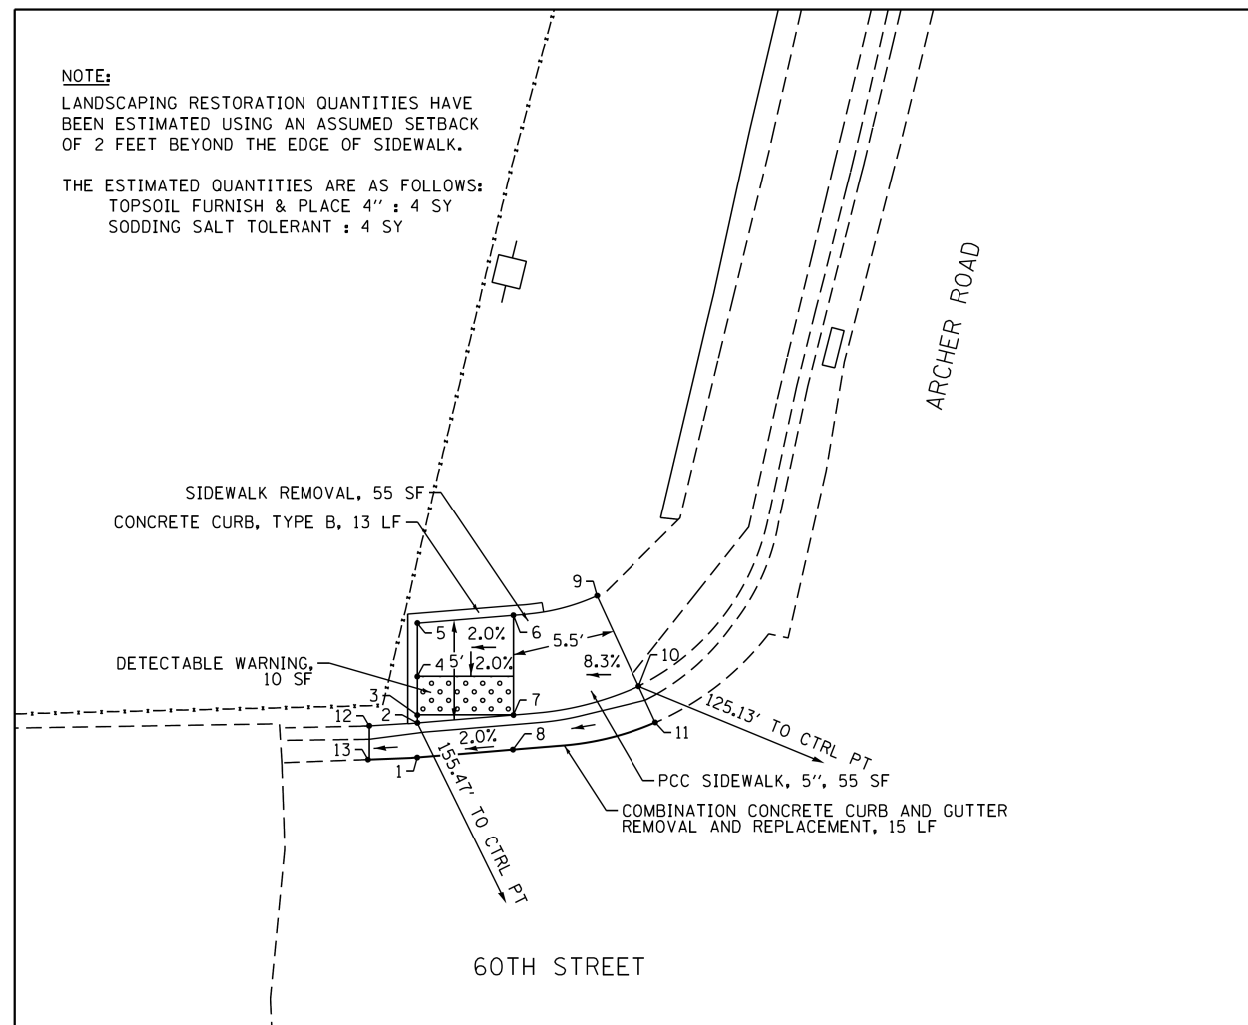 NOTE:
LANDSCAPING RESTORATION QUANTITIES HAVE
BEEN ESTIMATED USING AN ASSUMED SETBACK
OF 2 FEET BEYOND THE EDGE OF SIDEWALK.
THE ESTIMATED QUANTITIES ARE AS FOLLOWS:
TOPSOIL FURNISH & PLACE 4'' : 4 SY
SODDING SALT TOLERANT : 4 SY
ARCHER ROAD
SIDEWALK REMOVAL, 55 SF
CONCRETE CURB, TYPE B, 13 LF
9
5
6
2.0%
5.5'
4
5'
2.0%
8.3%
10
DETECTABLE WARNING,
10 SF
3
2
7
12
13
1
2.0%
8
11
125.13' TO CTRL PT
155.47' TO CTRL PT
PCC SIDEWALK, 5'', 55 SF
COMBINATION CONCRETE CURB AND GUTTER
REMOVAL AND REPLACEMENT, 15 LF
60TH STREET